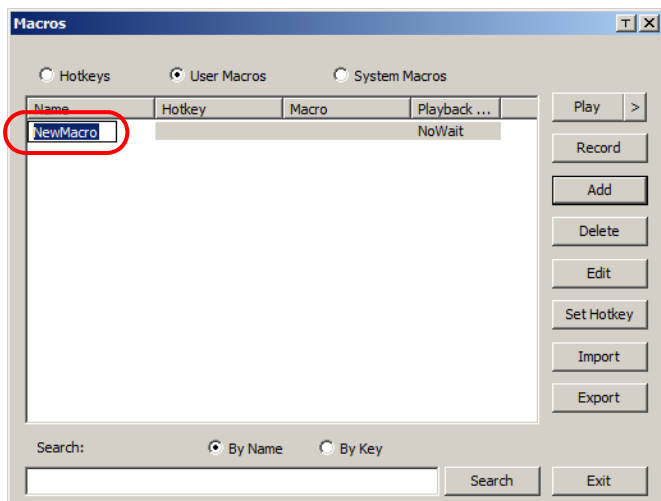 Macros T X
Hotkeys User Macros System Macros
Name Hotkey Macro Playback ...
NewMacro NoWait
Play >
Record
Add
Delete
Edit
Set Hotkey
Import
Export
Search: By Name By Key
Search Exit